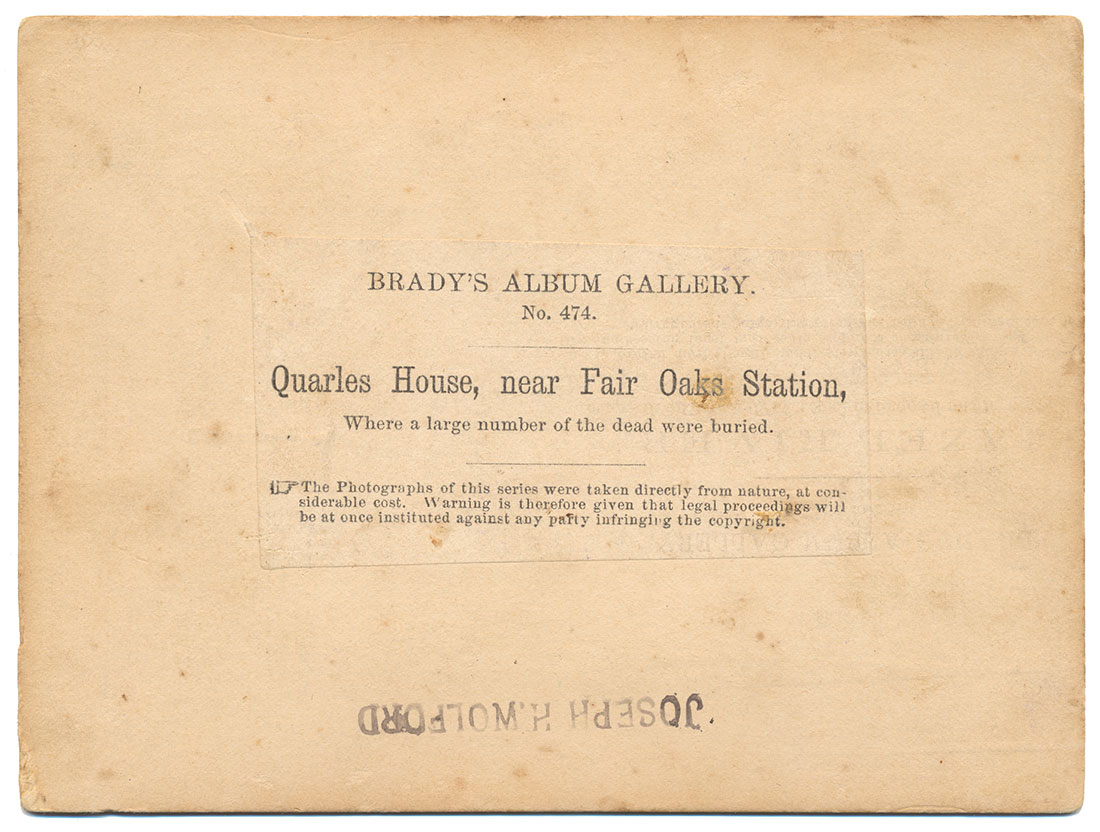 BRADY'S ALBUM GALLERY.
No. 474.
Quarles House, near Fair Oaks Station,
Where a large number of the dead were buried.
☞ The Photographs of this series were taken directly from nature, at con-
siderable cost. Warning is therefore given that legal proceedings will
be at once instituted against any party infringing the copyright.
JOSEPH H. WOLFORD